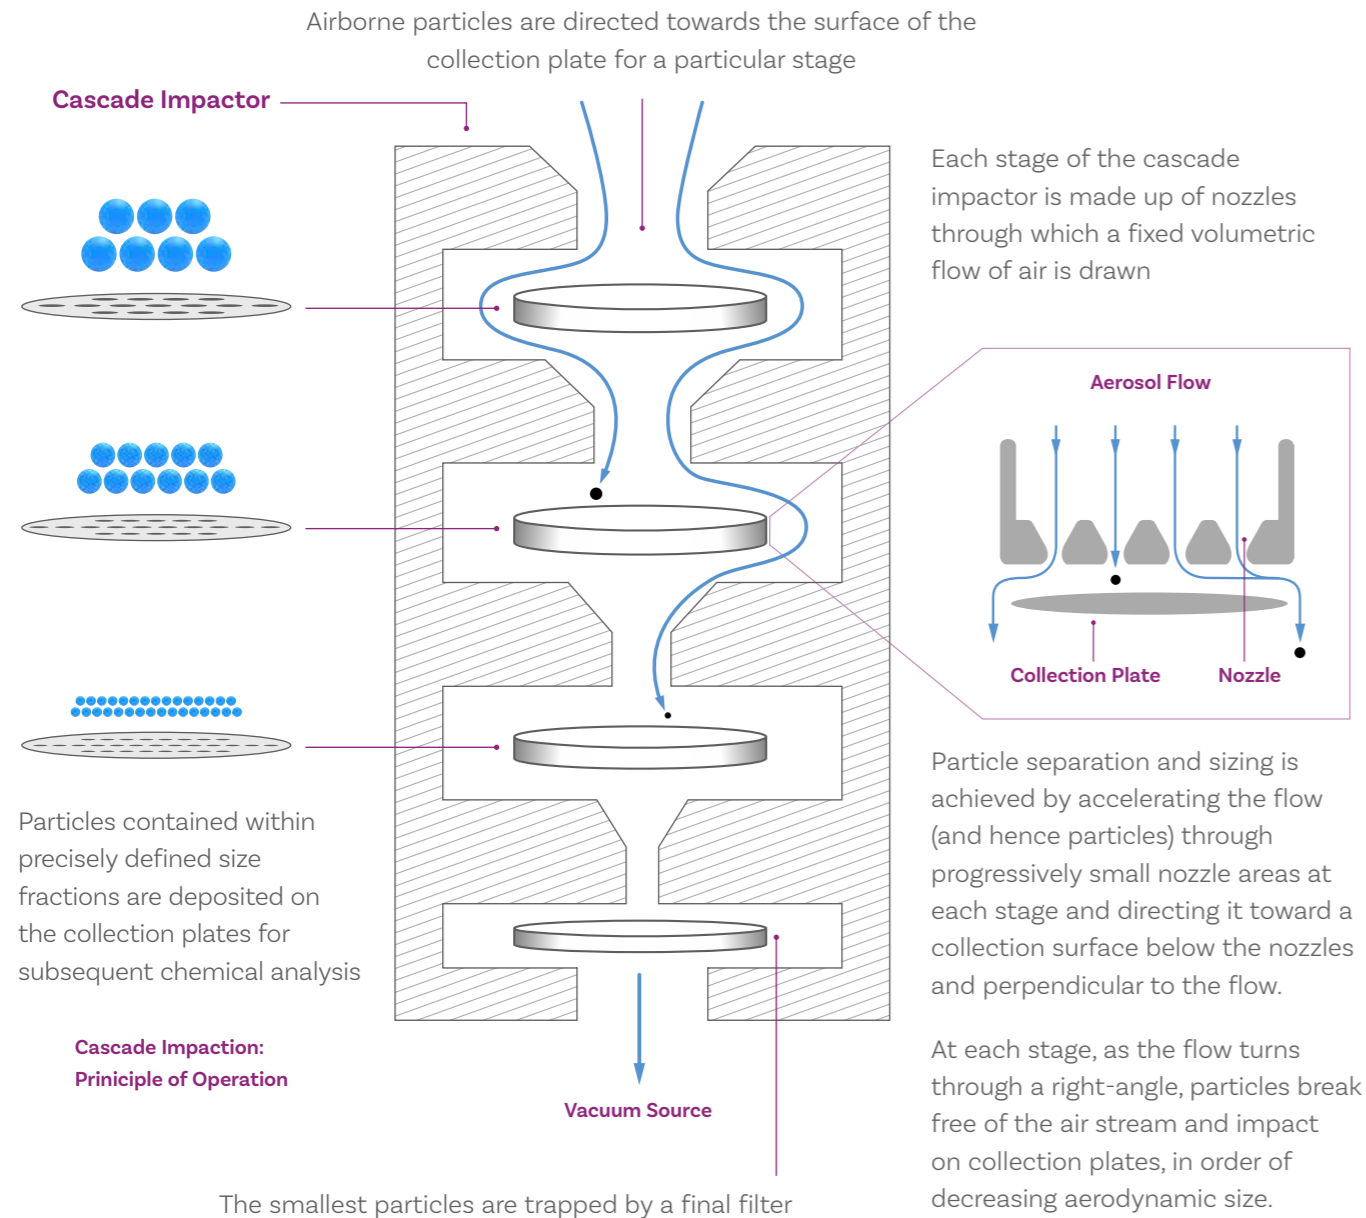 Airborne particles are directed towards the surface of the
collection plate for a particular stage
Cascade Impactor
Each stage of the cascade
impactor is made up of nozzles
through which a fixed volumetric
flow of air is drawn
Aerosol Flow
Collection Plate
Nozzle
Particle separation and sizing is
achieved by accelerating the flow
(and hence particles) through
progressively small nozzle areas at
each stage and directing it toward a
collection surface below the nozzles
and perpendicular to the flow.
Particles contained within
precisely defined size
fractions are deposited on
the collection plates for
subsequent chemical analysis
Cascade Impaction:
Priniciple of Operation
At each stage, as the flow turns
through a right-angle, particles break
free of the air stream and impact
on collection plates, in order of
decreasing aerodynamic size.
Vacuum Source
The smallest particles are trapped by a final filter